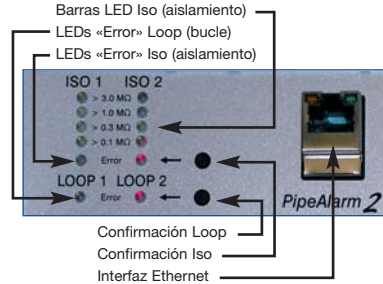 Barras LED Iso (aislamiento)
LEDs «Error» Loop (bucle)
LEDs «Error» Iso (aislamiento)
ISO 1 ISO 2
> 3.0 MΩ
> 1.0 MΩ
> 0.3 MΩ
> 0.1 MΩ
Error
LOOP 1 LOOP 2
Error
PipeAlarm 2
Confirmación Loop
Confirmación Iso
Interfaz Ethernet